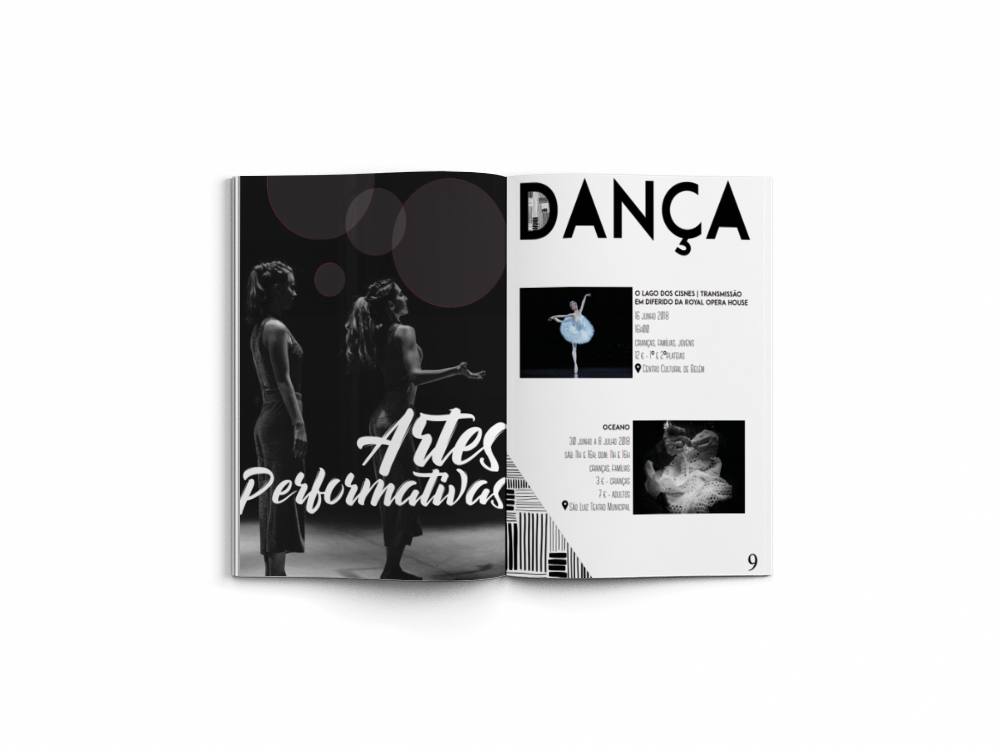 Artes
Performativas
DANÇA
O LAGO DOS CISNES | TRANSMISSÃO
EM DIFERIDO DA ROYAL OPERA HOUSE
16 JUNHO 2018
16H00
CRIANÇAS, FAMÍLIAS, JOVENS
12 € - 1ª E 2ª PLATEIAS
CENTRO CULTURAL DE BELÉM
OCEANO
30 JUNHO A 8 JULHO 2018
SÁB: 11H E 16H, DOM: 11H E 16H
CRIANÇAS, FAMÍLIAS
3 € - CRIANÇAS
7 € - ADULTOS
SÃO LUIZ TEATRO MUNICIPAL
9